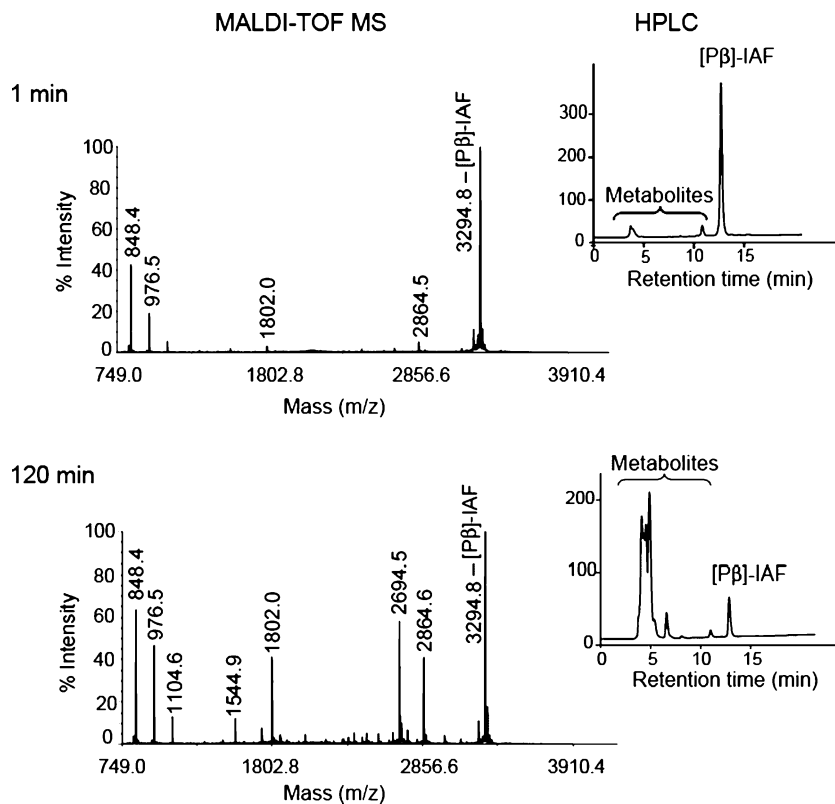 MALDI-TOF MS
HPLC
1 min
% Intensity
100
80
60
40
20
0
848.4
976.5
1802.0
2864.5
3294.8 – [Pβ]-IAF
749.0 1802.8 2856.6 3910.4
Mass (m/z)
[Pβ]-IAF
Metabolites
300
200
100
0
0 5 10 15
Retention time (min)
120 min
% Intensity
100
80
60
40
20
0
848.4
976.5
1104.6
1544.9
1802.0
2694.5
2864.6
3294.8 – [Pβ]-IAF
749.0 1802.8 2856.6 3910.4
Mass (m/z)
Metabolites
[Pβ]-IAF
200
100
0
0 5 10 15
Retention time (min)